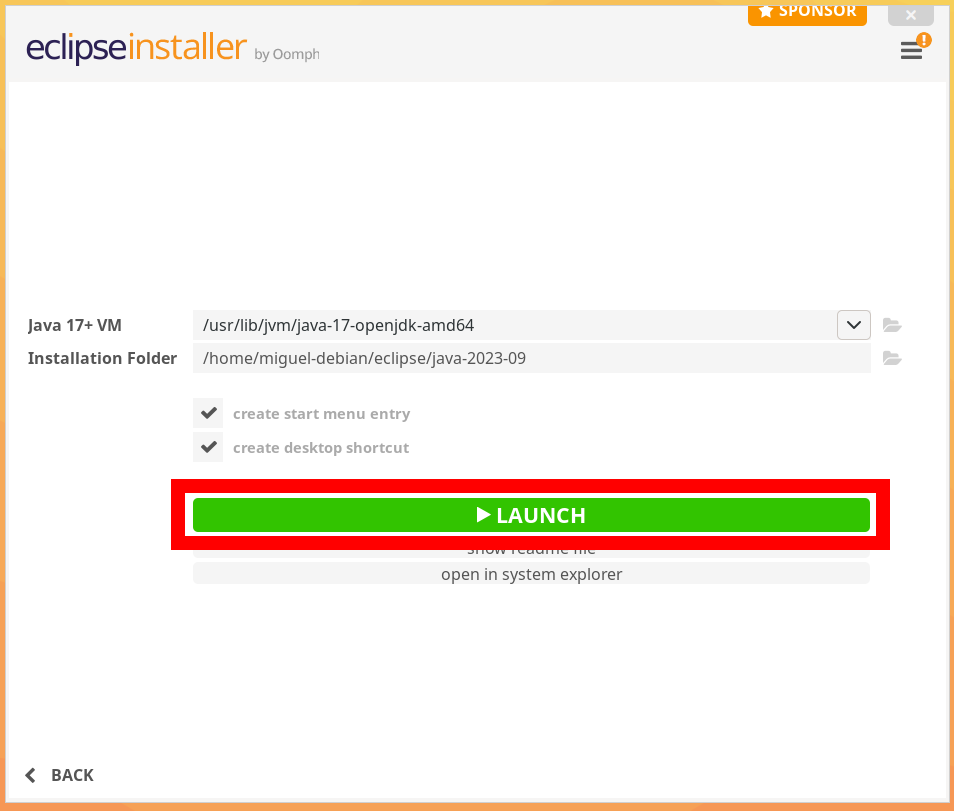 SPONSOR
eclipseinstaller by Oomph
Java 17+ VM /usr/lib/jvm/java-17-openjdk-amd64
Installation Folder /home/miguel-debian/eclipse/java-2023-09
create start menu entry
create desktop shortcut
LAUNCH
show readme file
open in system explorer
BACK